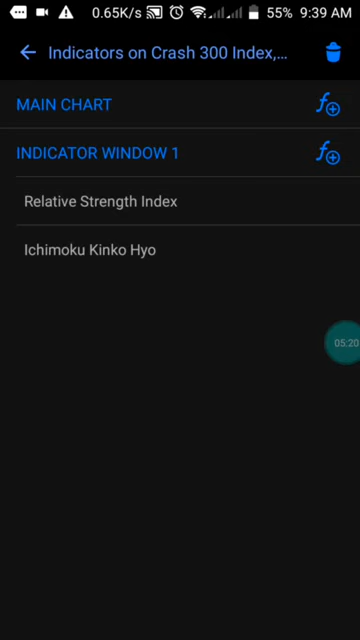 0.65K/s 55% 9:39 AM
Indicators on Crash 300 Index,...
MAIN CHART
INDICATOR WINDOW 1
Relative Strength Index
Ichimoku Kinko Hyo
05:20